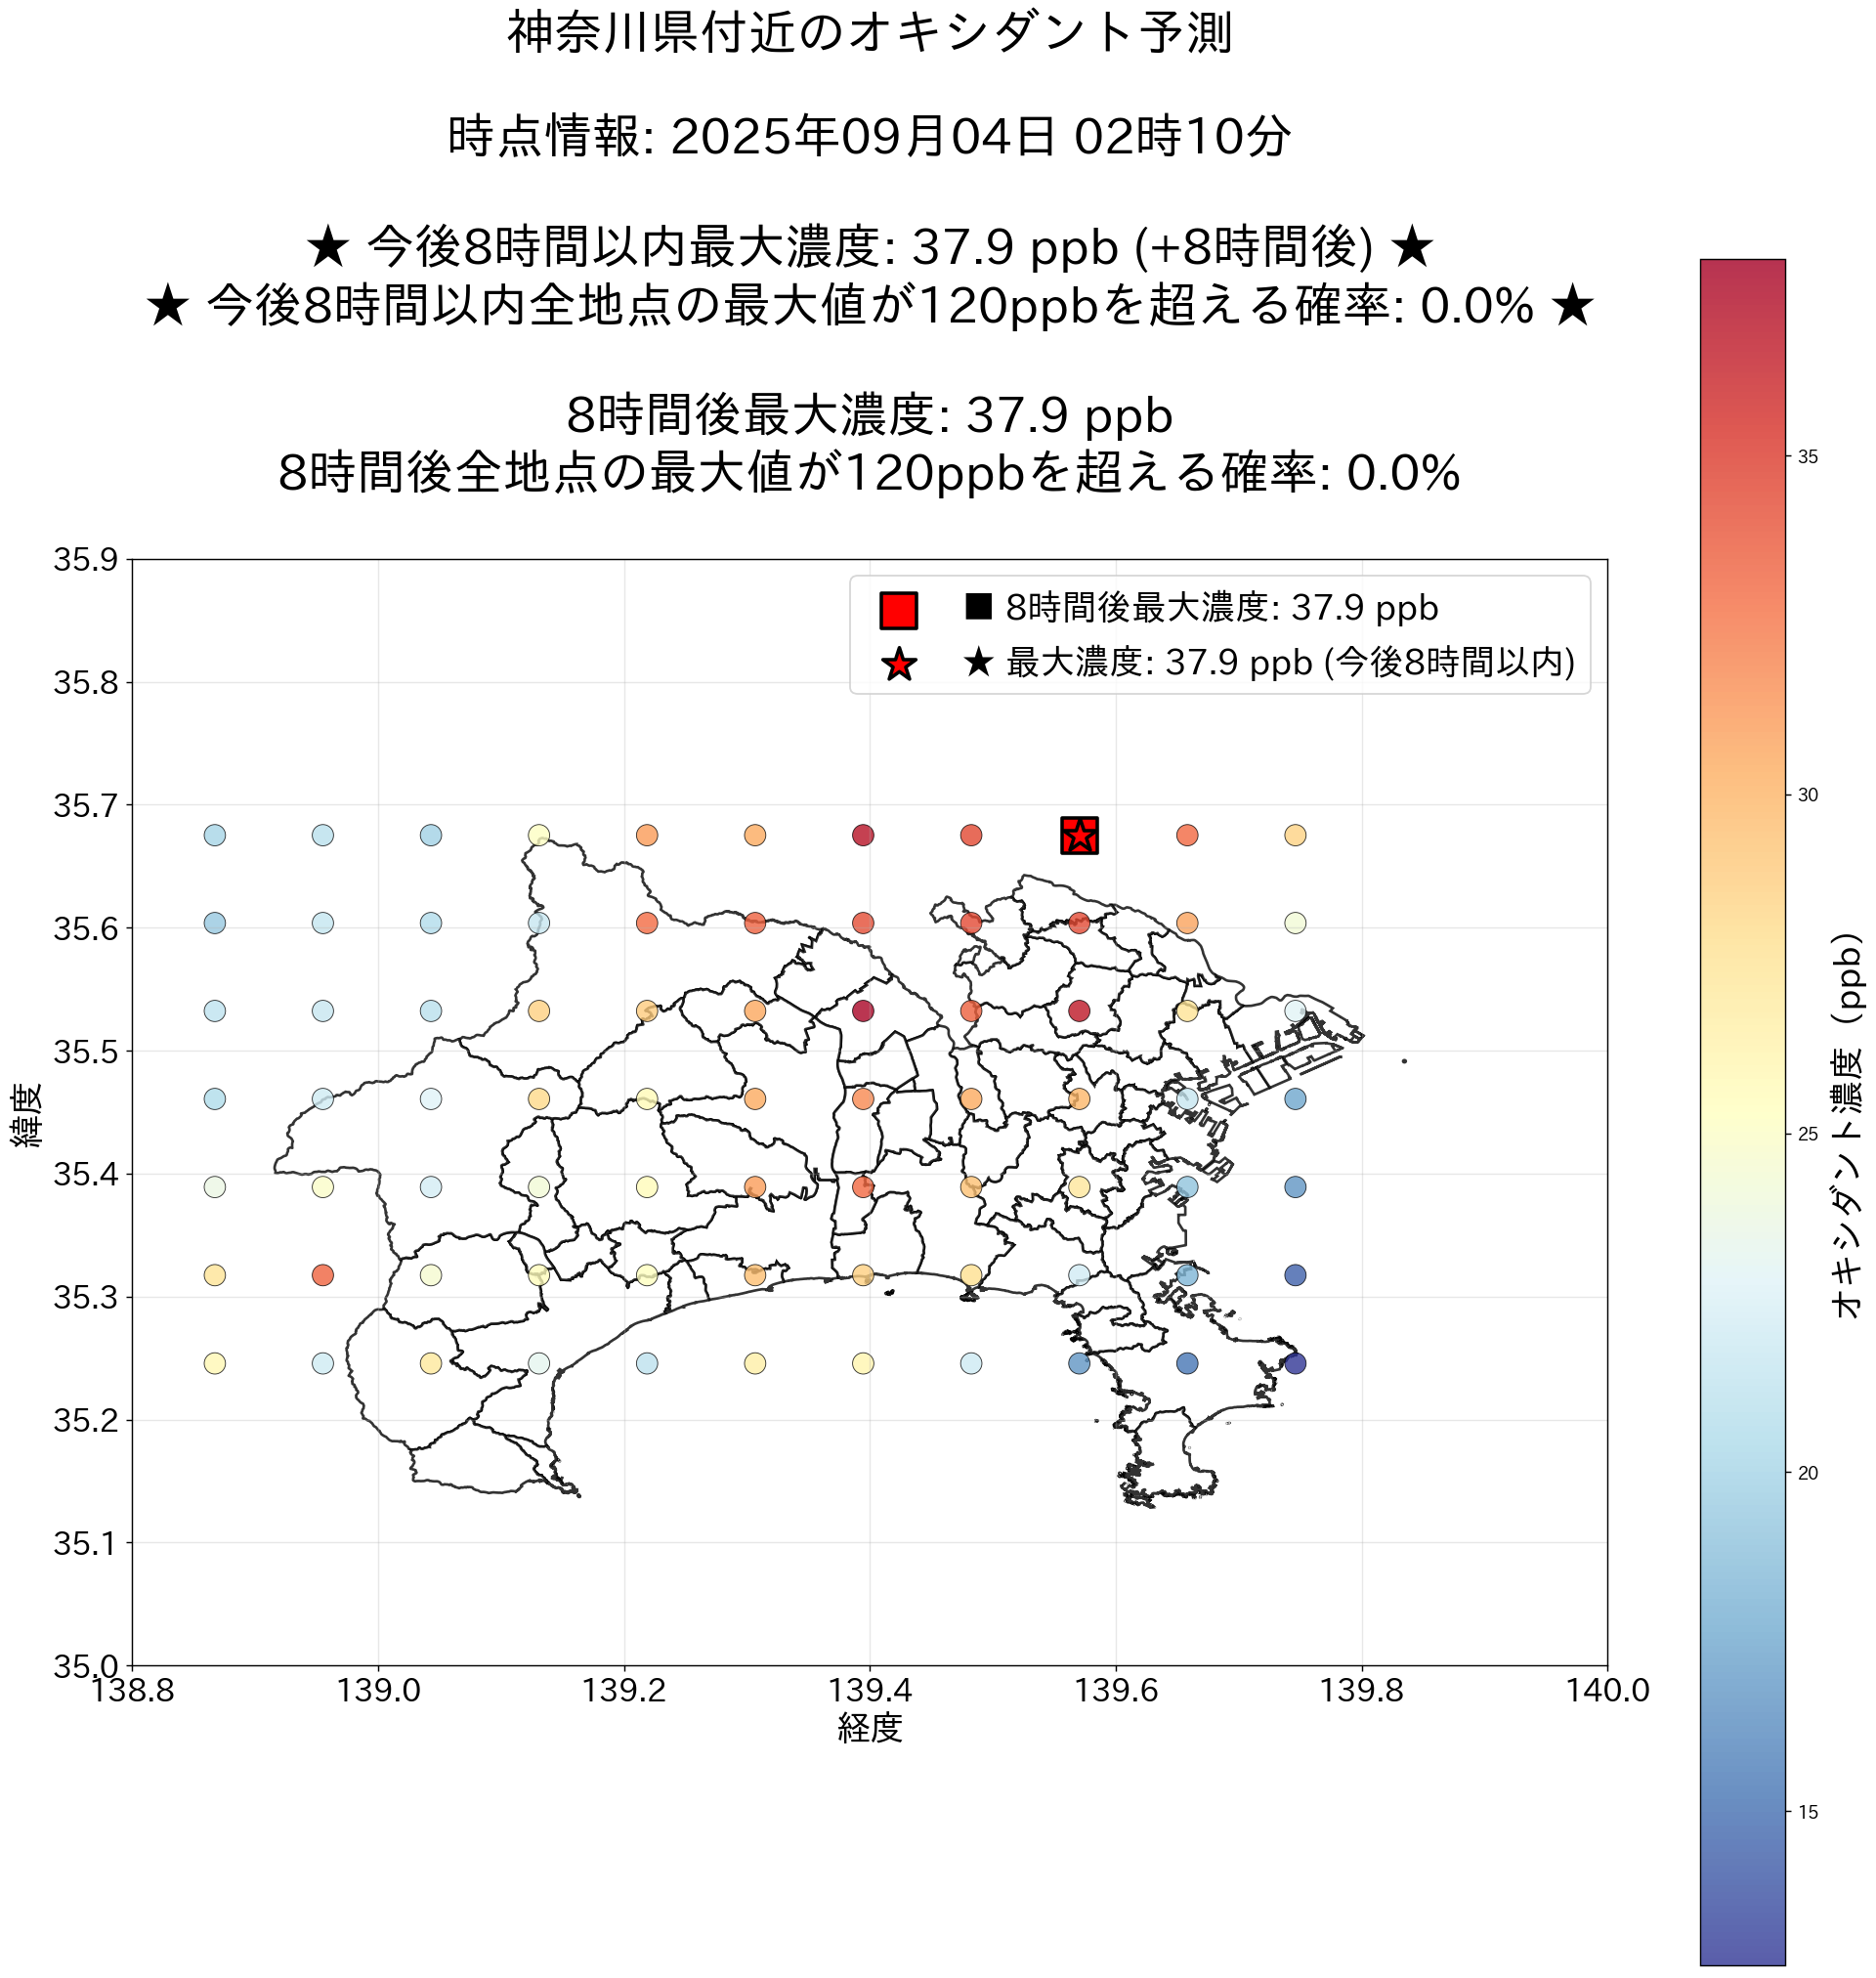 神奈川県付近のオキシダント予測
時点情報: 2025年09月04日 02時10分
★ 今後8時間以内最大濃度: 37.9 ppb (+8時間後) ★
★ 今後8時間以内全地点の最大値が120ppbを超える確率: 0.0% ★
8時間後最大濃度: 37.9 ppb
8時間後全地点の最大値が120ppbを超える確率: 0.0%
■ 8時間後最大濃度: 37.9 ppb
★ 最大濃度: 37.9 ppb (今後8時間以内)
緯度
35.9
35.8
35.7
35.6
35.5
35.4
35.3
35.2
35.1
35.0
138.8
139.0
139.2
139.4
139.6
139.8
140.0
経度
35
30
25
20
15
オキシダント濃度（ppb）